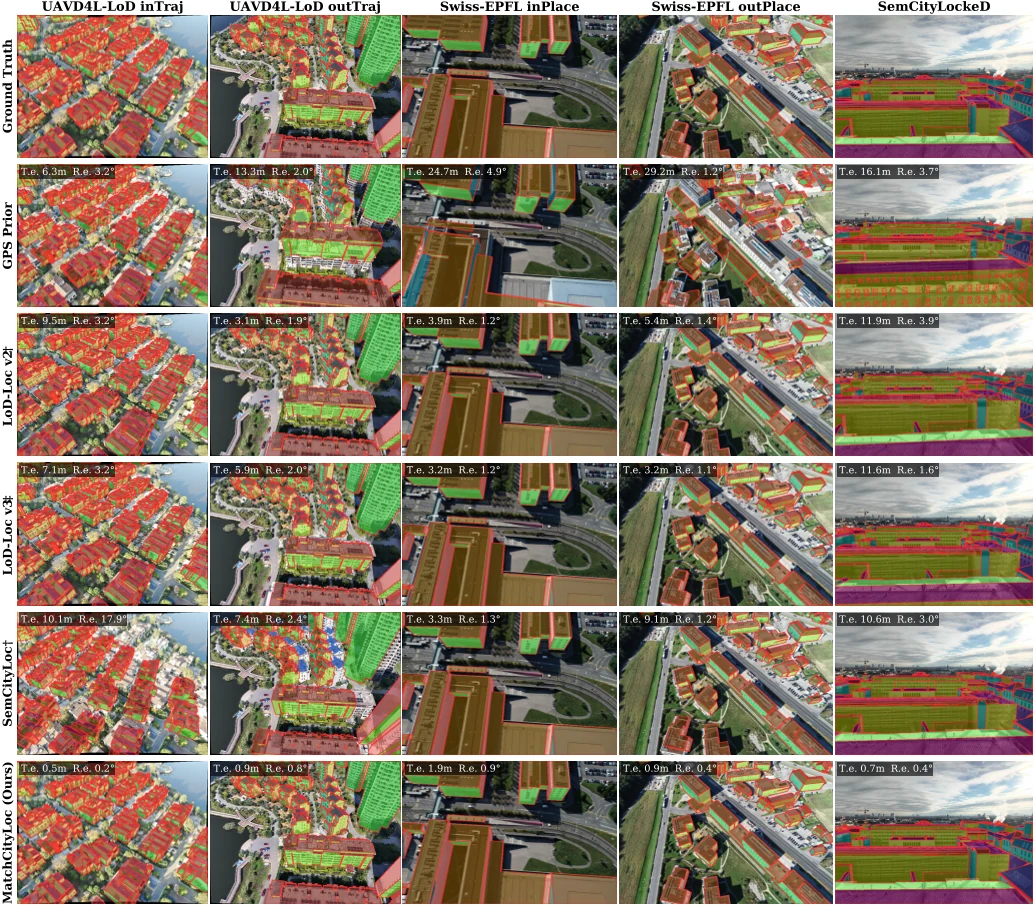 UAVD4L-LoD inTraj UAVD4L-LoD outTraj Swiss-EPFL inPlace Swiss-EPFL outPlace SemCityLockeD
Ground Truth
GPS Prior
T.e. 6.3m R.e. 3.2° T.e. 13.3m R.e. 2.0° T.e. 24.7m R.e. 4.9° T.e. 29.2m R.e. 1.2° T.e. 16.1m R.e. 3.7°
LoD-Loc v2†
T.e. 9.5m R.e. 3.2° T.e. 3.1m R.e. 1.9° T.e. 3.9m R.e. 1.2° T.e. 5.4m R.e. 1.4° T.e. 11.9m R.e. 3.9°
LoD-Loc v3‡
T.e. 7.1m R.e. 3.2° T.e. 5.9m R.e. 2.0° T.e. 3.2m R.e. 1.2° T.e. 3.2m R.e. 1.1° T.e. 11.6m R.e. 1.6°
SemCityLoc†
T.e. 10.1m R.e. 17.9° T.e. 7.4m R.e. 2.4° T.e. 3.3m R.e. 1.3° T.e. 9.1m R.e. 1.2° T.e. 10.6m R.e. 3.0°
MatchCityLoc (Ours)
T.e. 0.5m R.e. 0.2° T.e. 0.9m R.e. 0.8° T.e. 1.9m R.e. 0.9° T.e. 0.9m R.e. 0.4° T.e. 0.7m R.e. 0.4°